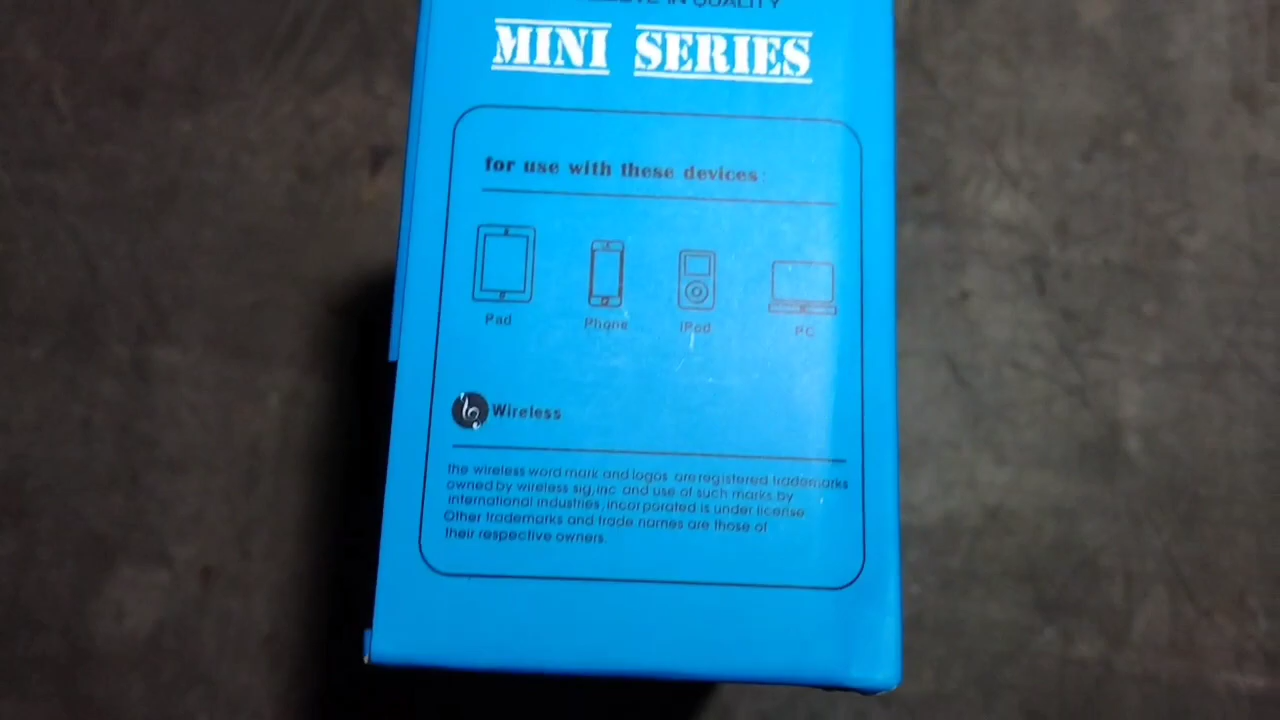 IN QUALITY
MINI SERIES
for use with these devices:
Pad Phone iPod PC
Wireless
the wireless word mark and logos are registered trademarks
owned by wireless sig,inc and use of such marks by
international industries, incorporated is under license
Other trademarks and trade names are those of
their respective owners.